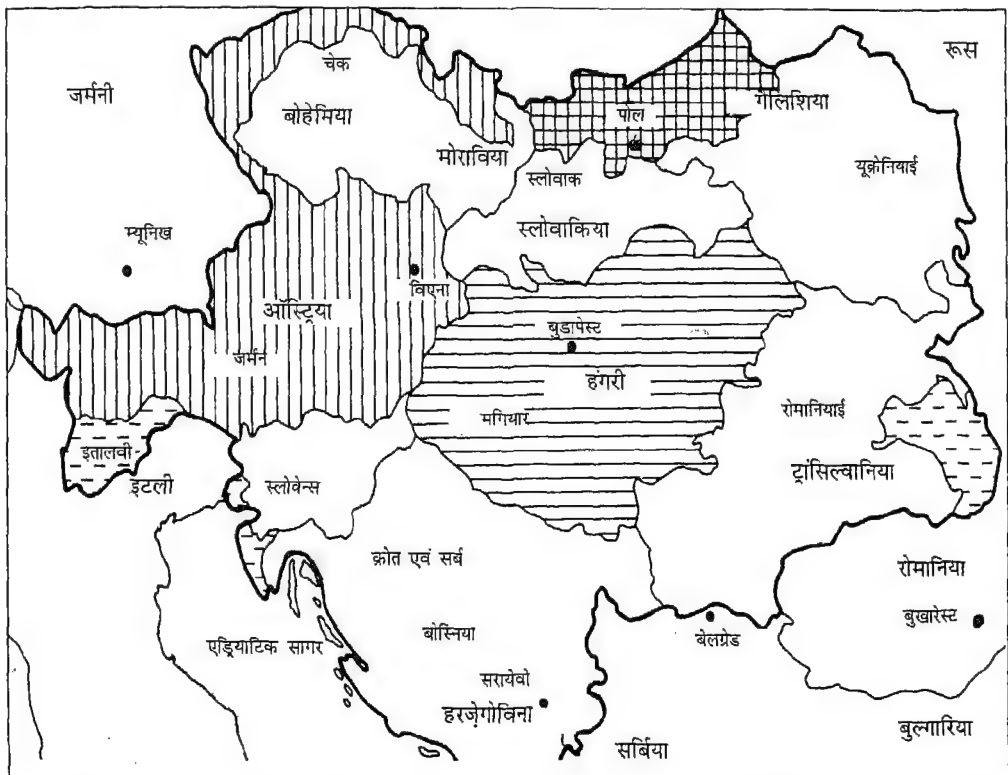 रूस
चेक
जर्मनी
गेलिशिया
पोल
बोहेमिया
मोराविया
यूक्रेनियाई
स्लोवाक
स्लोवाकिया
म्यूनिख
विएना
ऑस्ट्रिया
बुडापेस्ट
जर्मन
हंगरी
रोमानियाई
मगियार
इतालवी
ट्रांसिल्वानिया
इटली
स्लोवेन्स
क्रोत एवं सर्ब
रोमानिया
बुखारेस्ट
बोस्निया
बेलग्रेड
एड्रियाटिक सागर
सरायेवो
हरज़ेगोविना
बुल्गारिया
सर्बिया